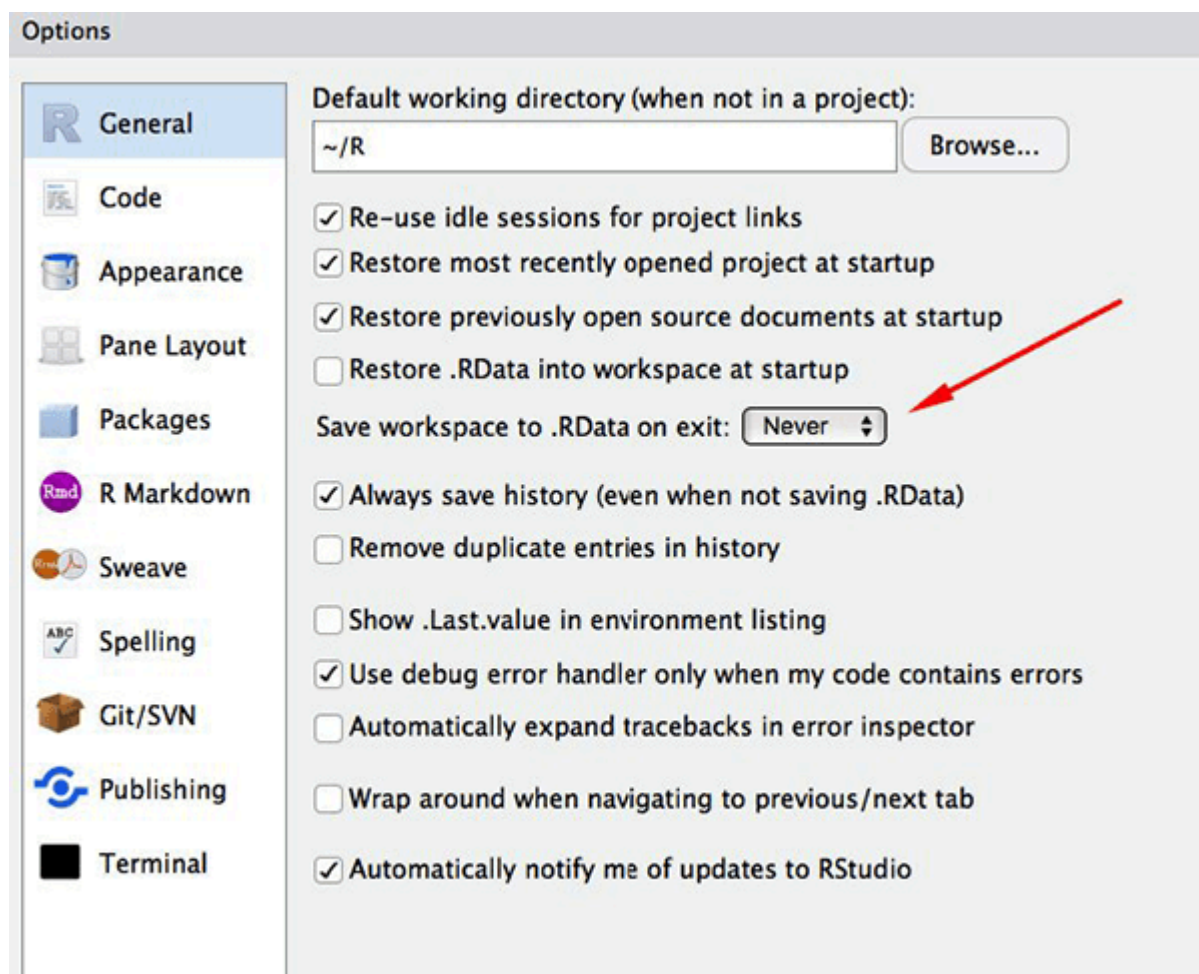 Options
General
Code
Appearance
Pane Layout
Packages
Rmd
R Markdown
Sweave
ABC
Spelling
Git/SVN
Publishing
Terminal
Default working directory (when not in a project):
~/R
Browse...
Re-use idle sessions for project links
Restore most recently opened project at startup
Restore previously open source documents at startup
Restore .RData into workspace at startup
Save workspace to .RData on exit: Never
Always save history (even when not saving .RData)
Remove duplicate entries in history
Show .Last.value in environment listing
Use debug error handler only when my code contains errors
Automatically expand tracebacks in error inspector
Wrap around when navigating to previous/next tab
Automatically notify me of updates to RStudio